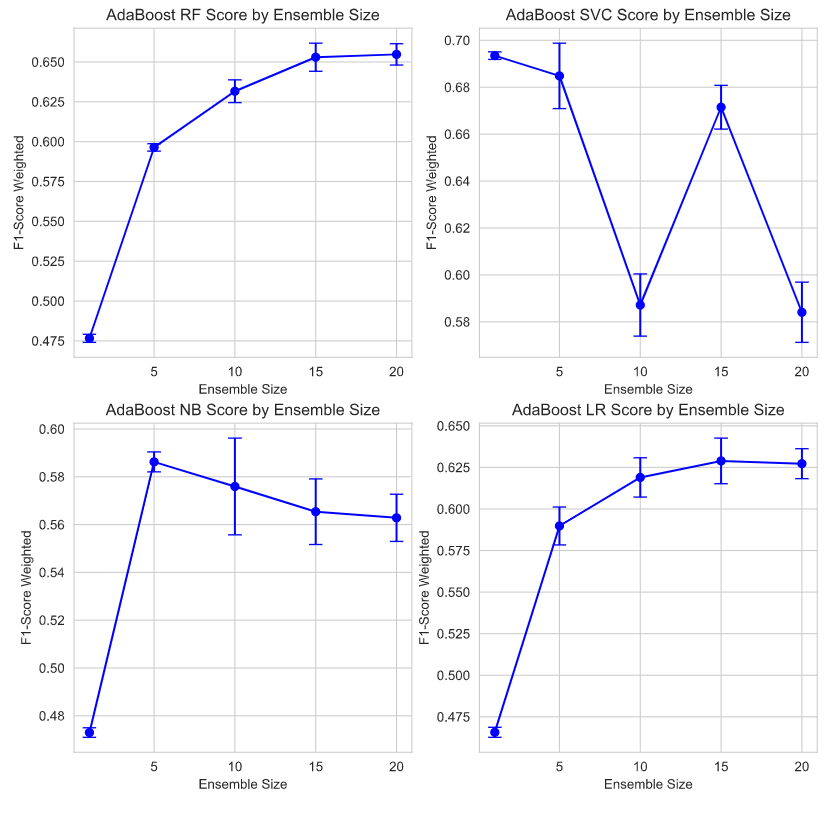 AdaBoost RF Score by Ensemble Size
F1-Score Weighted
0.650
0.625
0.600
0.575
0.550
0.525
0.500
0.475
5 10 15 20
Ensemble Size
AdaBoost SVC Score by Ensemble Size
F1-Score Weighted
0.70
0.68
0.66
0.64
0.62
0.60
0.58
5 10 15 20
Ensemble Size
AdaBoost NB Score by Ensemble Size
F1-Score Weighted
0.60
0.58
0.56
0.54
0.52
0.50
0.48
5 10 15 20
Ensemble Size
AdaBoost LR Score by Ensemble Size
F1-Score Weighted
0.650
0.625
0.600
0.575
0.550
0.525
0.500
0.475
5 10 15 20
Ensemble Size